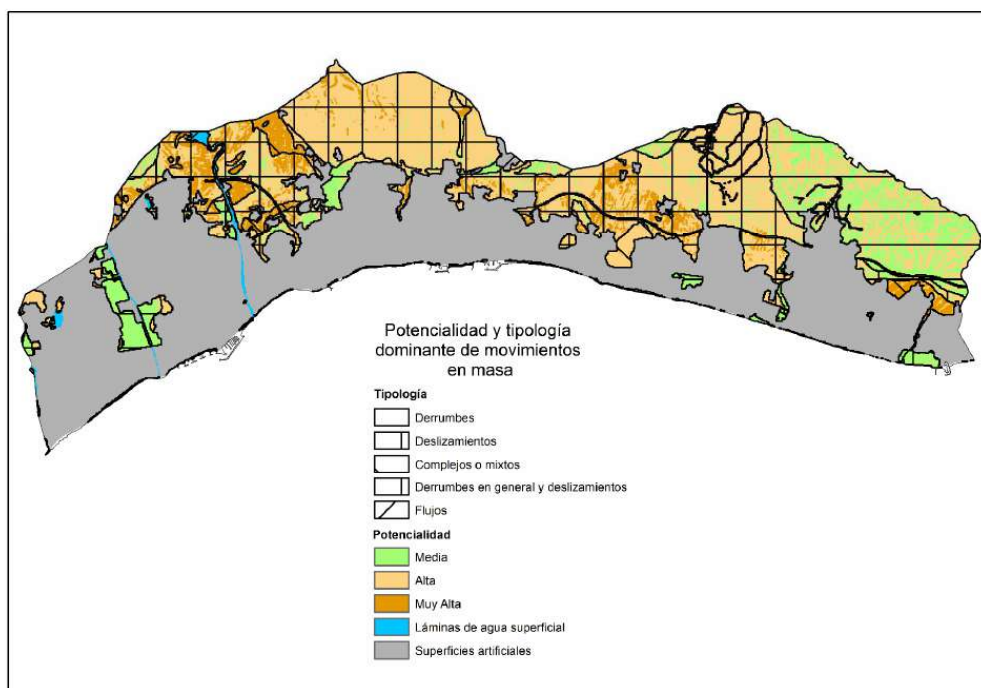 Potencialidad y tipología
dominante de movimientos
en masa
Tipología
Derrumbes
Deslizamientos
Complejos o mixtos
Derrumbes en general y deslizamientos
Flujos
Potencialidad
Media
Alta
Muy Alta
Láminas de agua superficial
Superficies artificiales